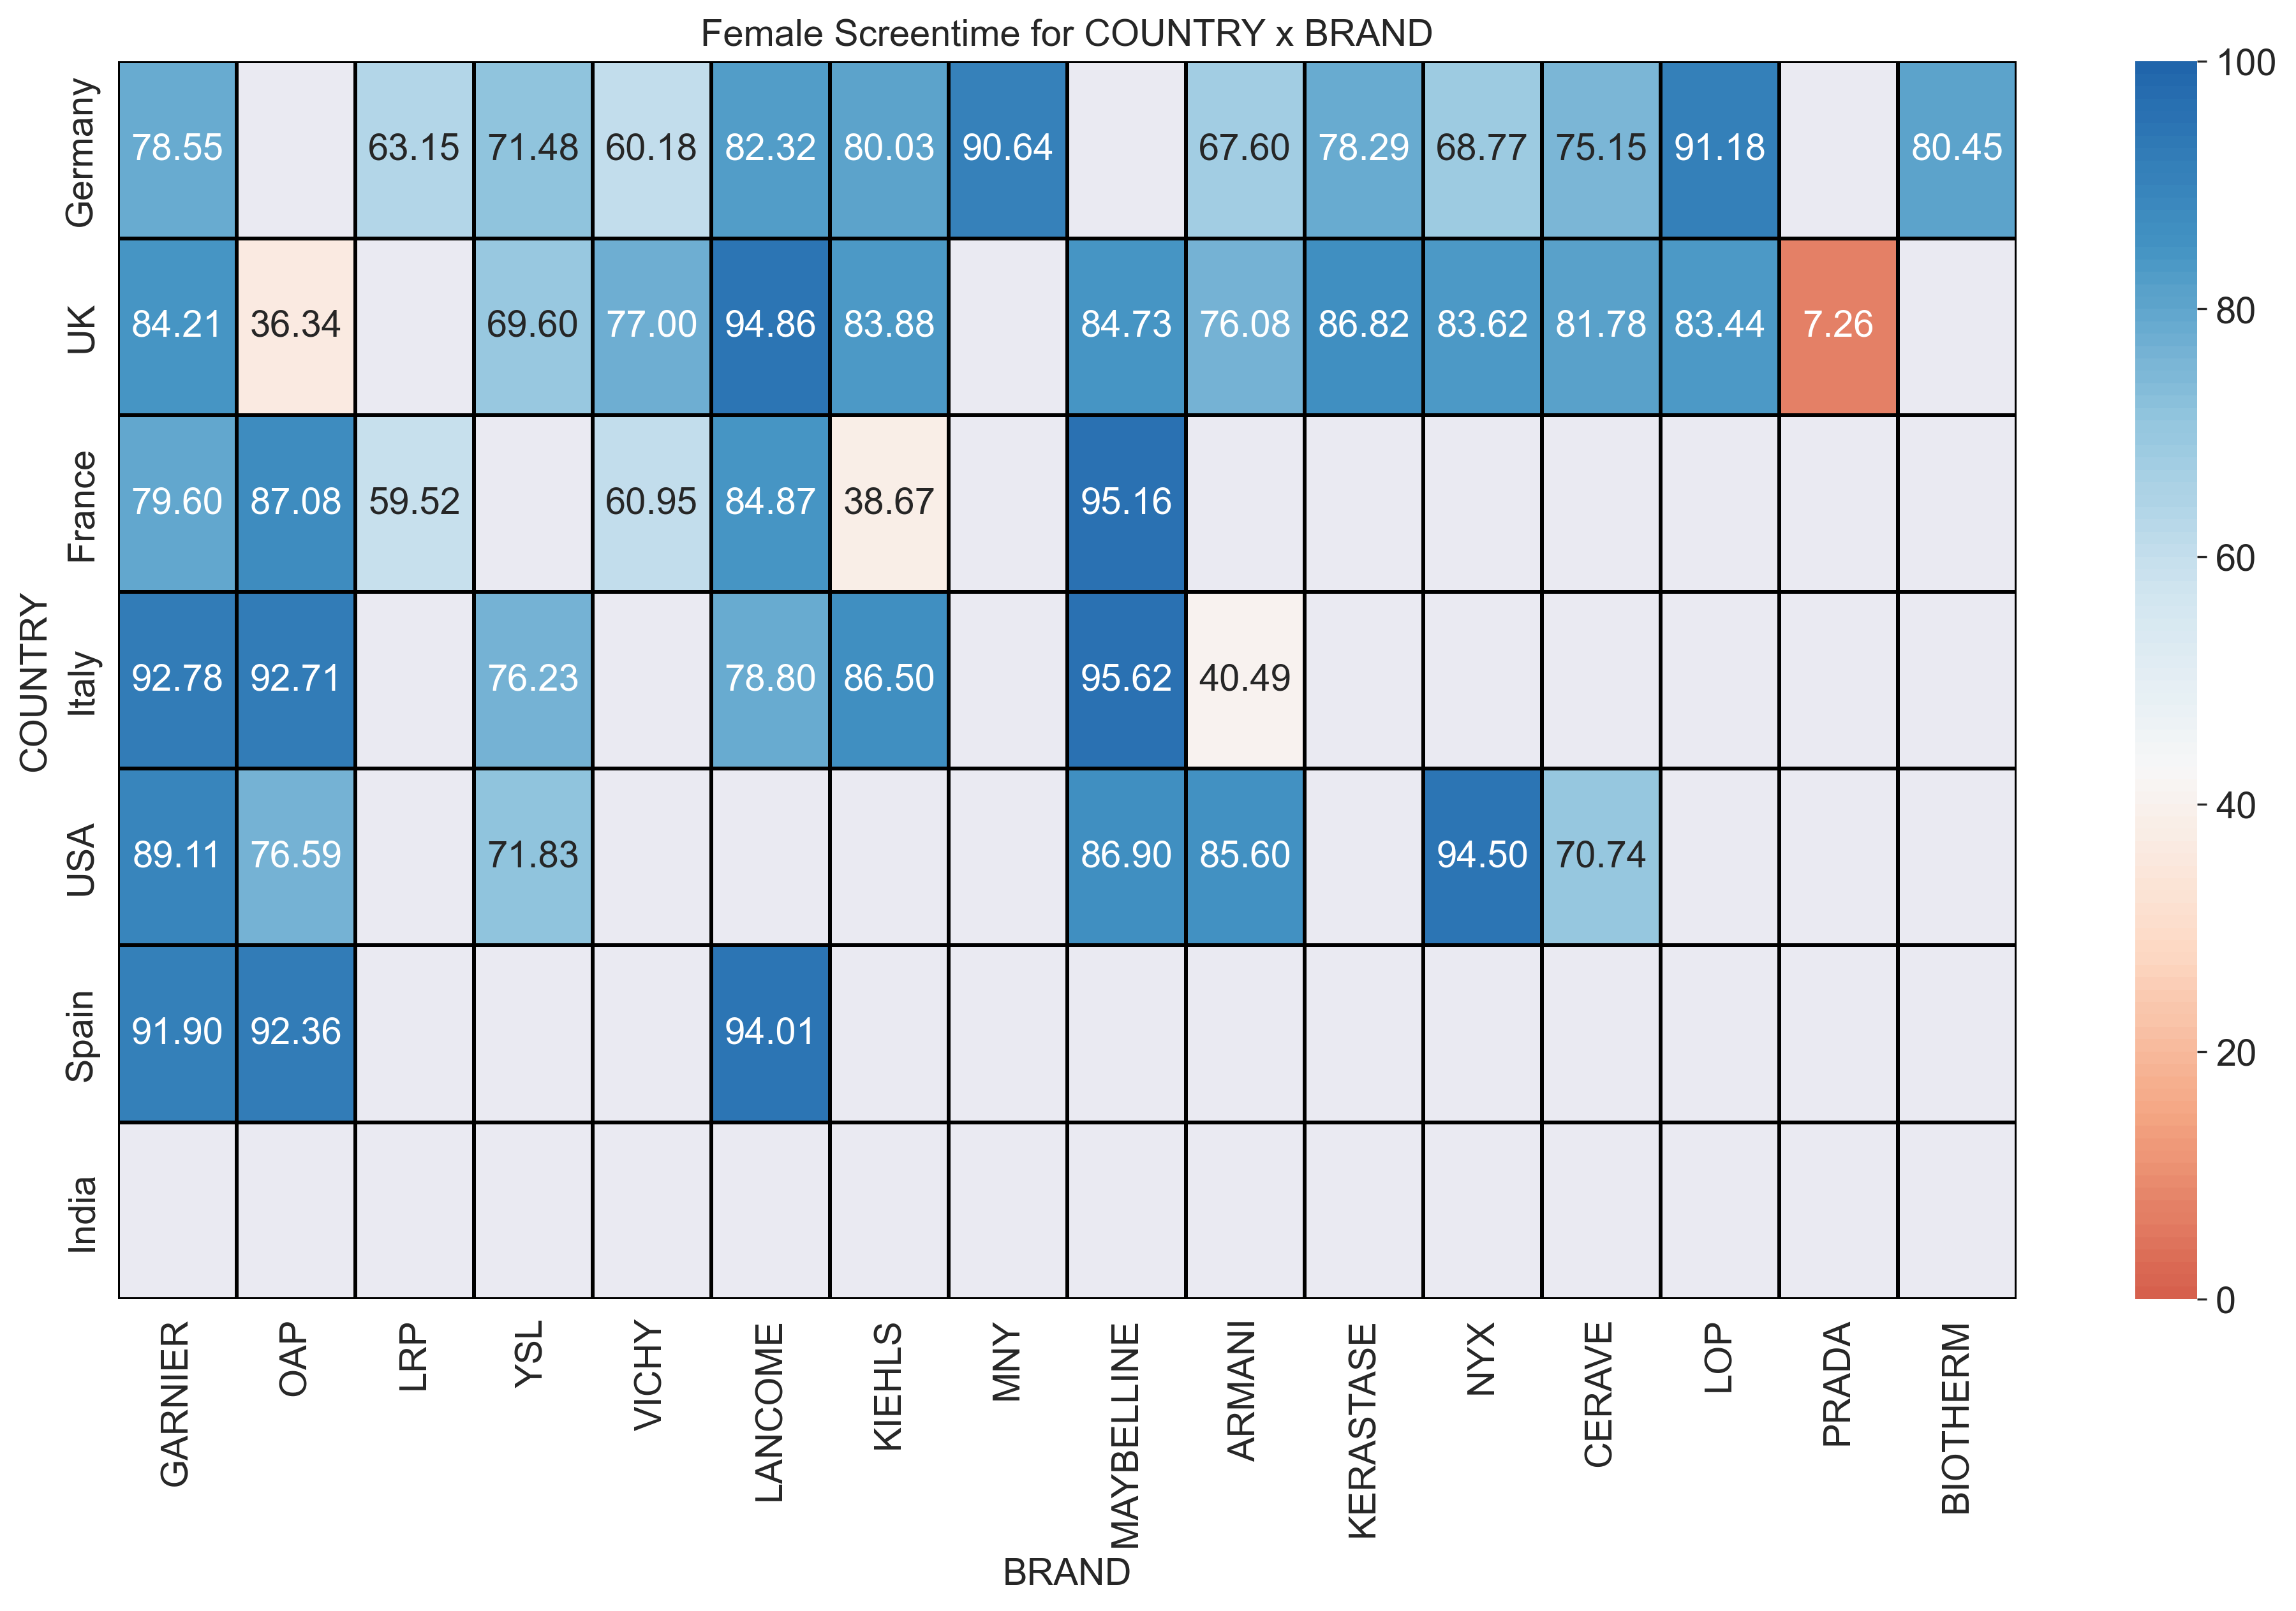 Female Screentime for COUNTRY x BRAND
COUNTRY
Germany
78.55 63.15 71.48 60.18 82.32 80.03 90.64 67.60 78.29 68.77 75.15 91.18 80.45
UK
84.21 36.34 69.60 77.00 94.86 83.88 84.73 76.08 86.82 83.62 81.78 83.44 7.26
France
79.60 87.08 59.52 60.95 84.87 38.67 95.16
Italy
92.78 92.71 76.23 78.80 86.50 95.62 40.49
USA
89.11 76.59 71.83 86.90 85.60 94.50 70.74
Spain
91.90 92.36 94.01
India
GARNIER
OAP
LRP
YSL
VICHY
LANCOME
KIEHLS
MNY
MAYBELLINE
ARMANI
KERASTASE
NYX
CERAVE
LOP
PRADA
BIOTHERM
BRAND
100
80
60
40
20
0